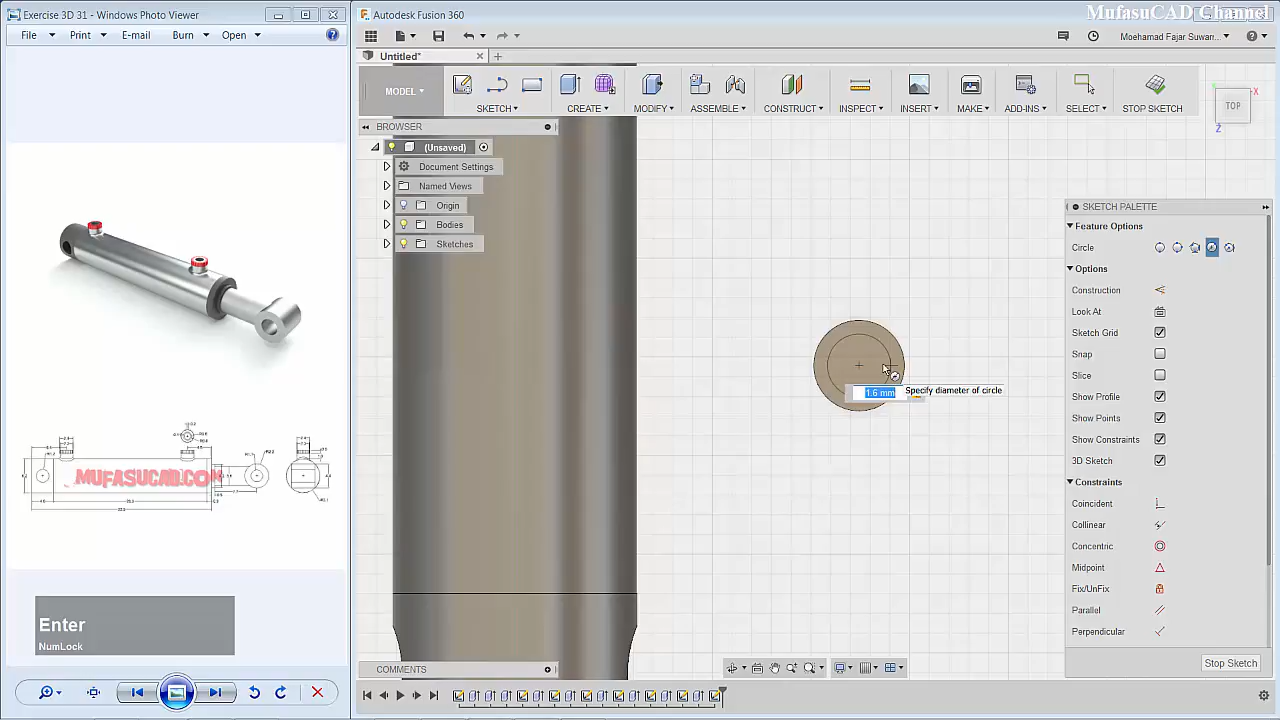 Exercise 3D 31 - Windows Photo Viewer
File
Print
E-mail
Burn
Open
MUFASUCAD.COM
Enter
NumLock
Autodesk Fusion 360
MufasuCAD Channel
Moehamad Fajar Suwan...
Untitled*
MODEL
SKETCH
CREATE
MODIFY
ASSEMBLE
CONSTRUCT
INSPECT
INSERT
MAKE
ADD-INS
SELECT
STOP SKETCH
TOP
X
Z
BROWSER
(Unsaved)
Document Settings
Named Views
Origin
Bodies
Sketches
1.6 mm
Specify diameter of circle
SKETCH PALETTE
Feature Options
Circle
Options
Construction
Look At
Sketch Grid
Snap
Slice
Show Profile
Show Points
Show Constraints
3D Sketch
Constraints
Coincident
Collinear
Concentric
Midpoint
Fix/UnFix
Parallel
Perpendicular
Stop Sketch
COMMENTS